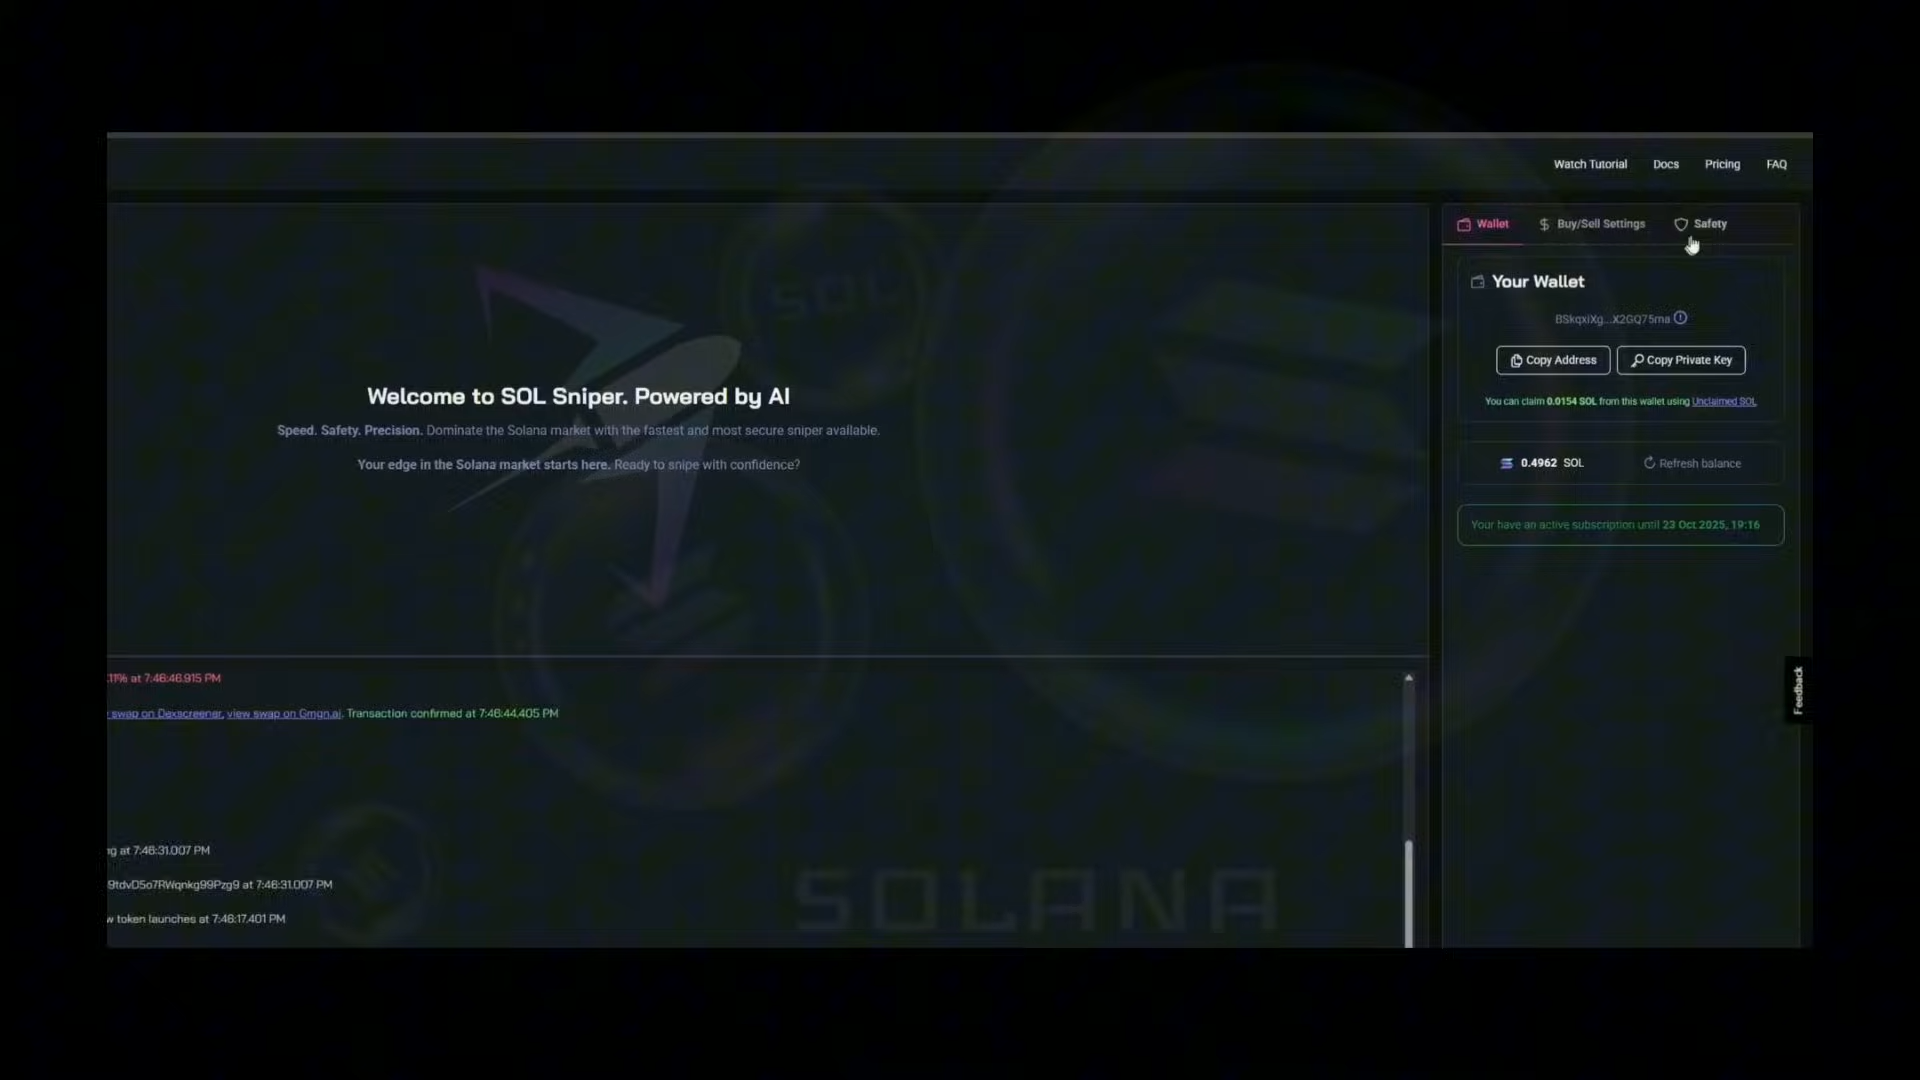 Watch Tutorial Docs Pricing FAQ
Wallet Buy/Sell Settings Safety
Your Wallet
BSkqxiXg...X2GQ75ma
Copy Address Copy Private Key
You can claim 0.0154 SOL from this wallet using Unclaimed SOL
0.4962 SOL Refresh balance
Your have an active subscription until 23 Oct 2025, 19:16
Welcome to SOL Sniper. Powered by AI
Speed. Safety. Precision. Dominate the Solana market with the fastest and most secure sniper available.
Your edge in the Solana market starts here. Ready to snipe with confidence?
.11% at 7:46:46.915 PM
swap on Dexscreener, view swap on Gmgn.ai. Transaction confirmed at 7:46:44.405 PM
ng at 7:46:31.007 PM
9tdvD5o7RWqnkg99Pzg9 at 7:46:31.007 PM
w token launches at 7:46:17.401 PM
Feedback
SOL
SOLANA